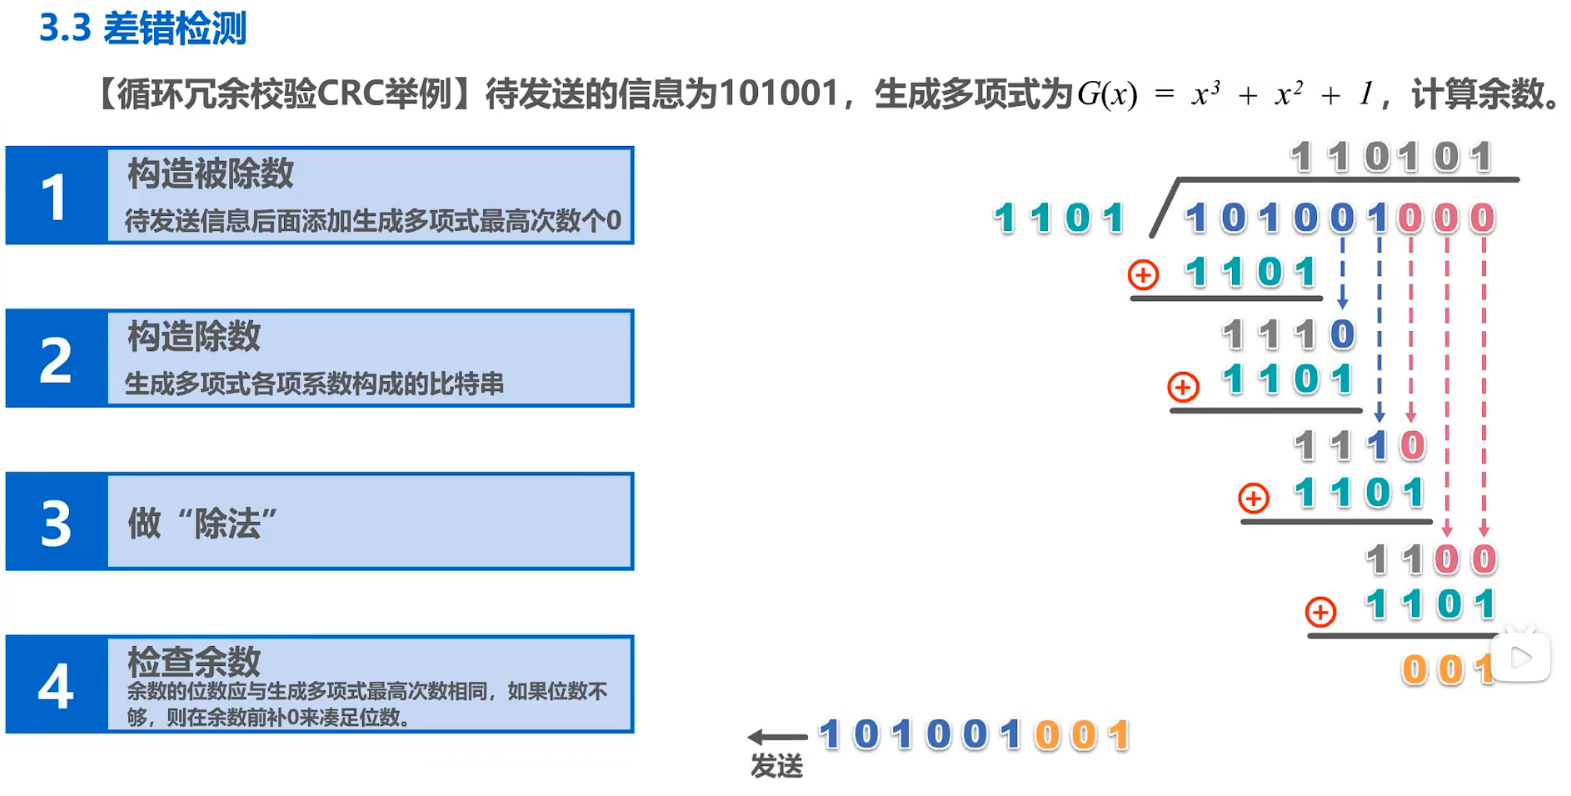 3.3 差错检测
【循环冗余校验CRC举例】待发送的信息为101001，生成多项式为G(x) = x³ + x² + 1，计算余数。
1
构造被除数
待发送信息后面添加生成多项式最高次数个0
2
构造除数
生成多项式各项系数构成的比特串
3
做“除法”
4
检查余数
余数的位数应与生成多项式最高次数相同，如果位数不
够，则在余数前补0来凑足位数。
1 1 0 1 0 1
1 1 0 1
1 0 1 0 0 1 0 0 0
+ 1 1 0 1
1 1 1 0
+ 1 1 0 1
1 1 1 0
+ 1 1 0 1
1 1 0 0
+ 1 1 0 1
0 0 1
1 0 1 0 0 1 0 0 1
发送